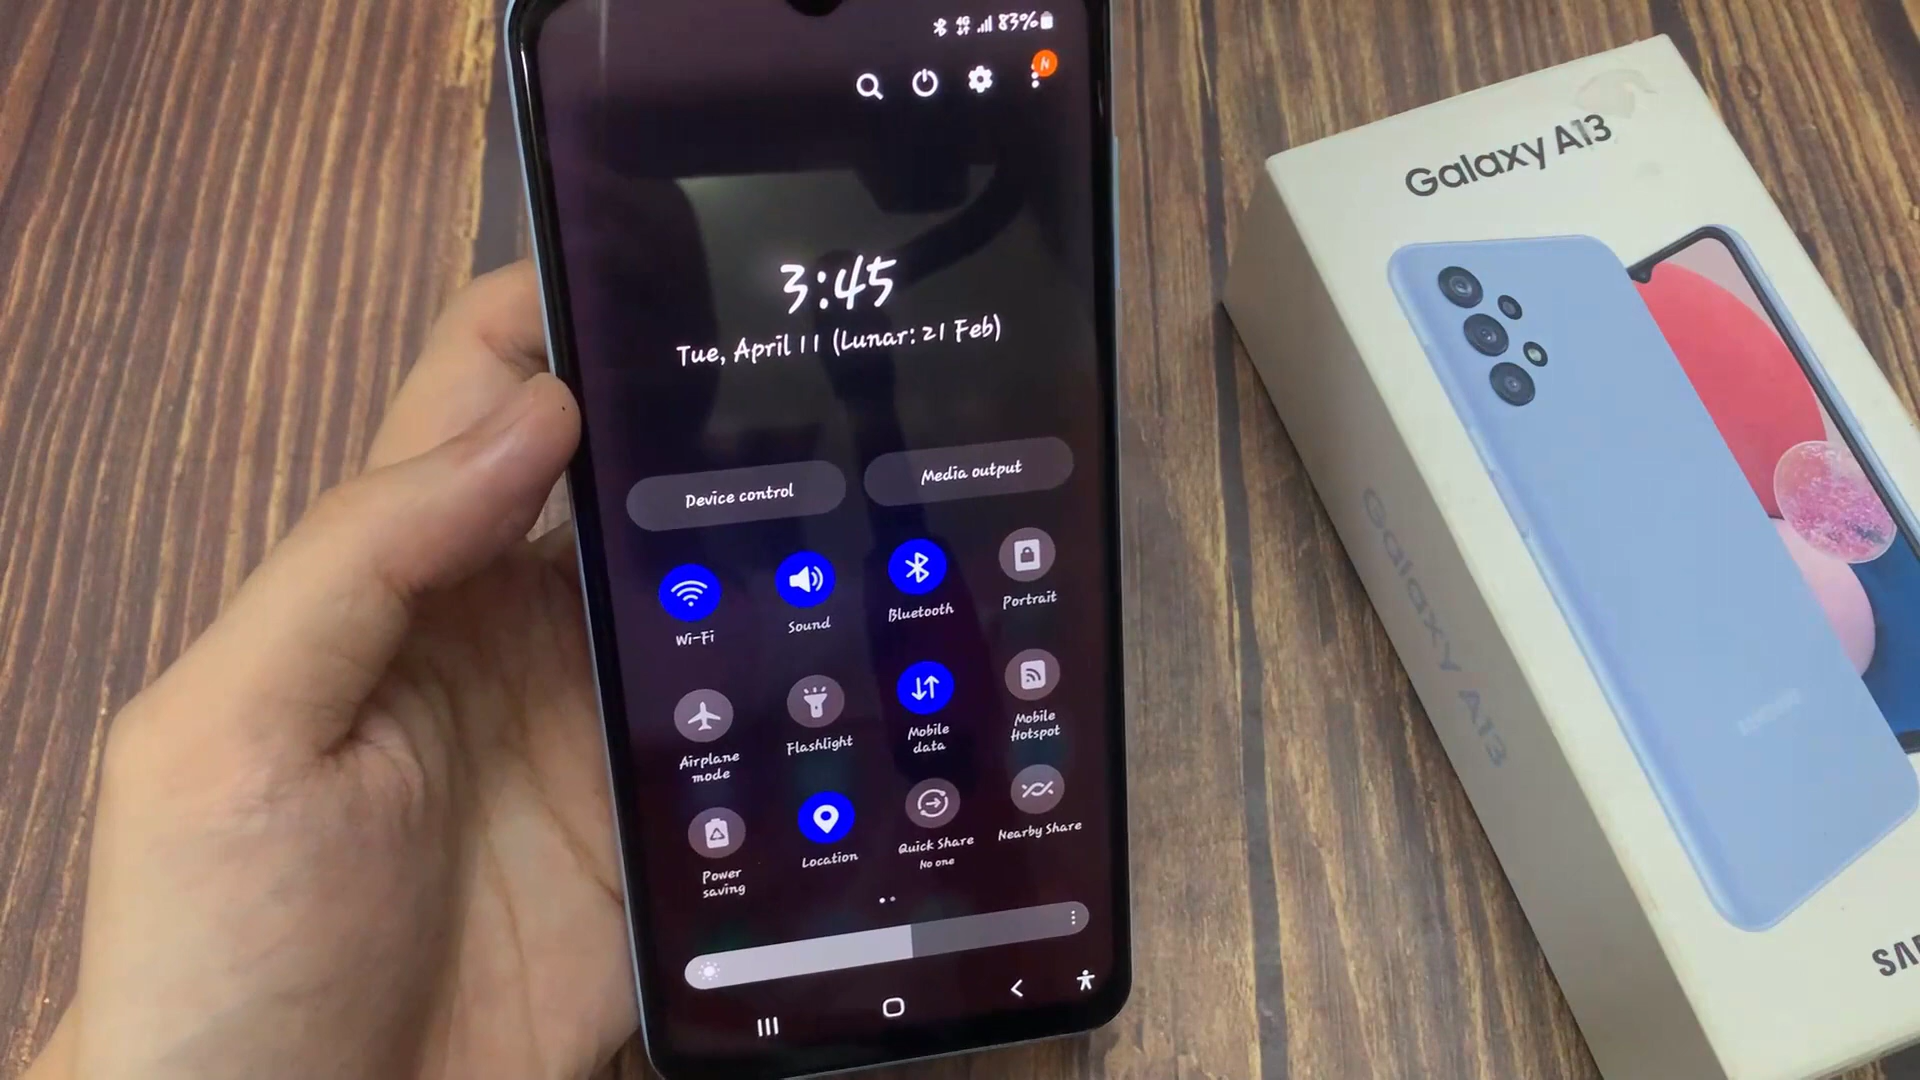 4G
83%
N
3:45
Tue, April 11 (Lunar: 21 Feb)
Device control
Media output
Wi-Fi
Sound
Bluetooth
Portrait
Airplane
mode
Flashlight
Mobile
data
Mobile
Hotspot
Power
saving
Location
Quick Share
No one
Nearby Share
Galaxy A13
Galaxy A13
SAMSUNG